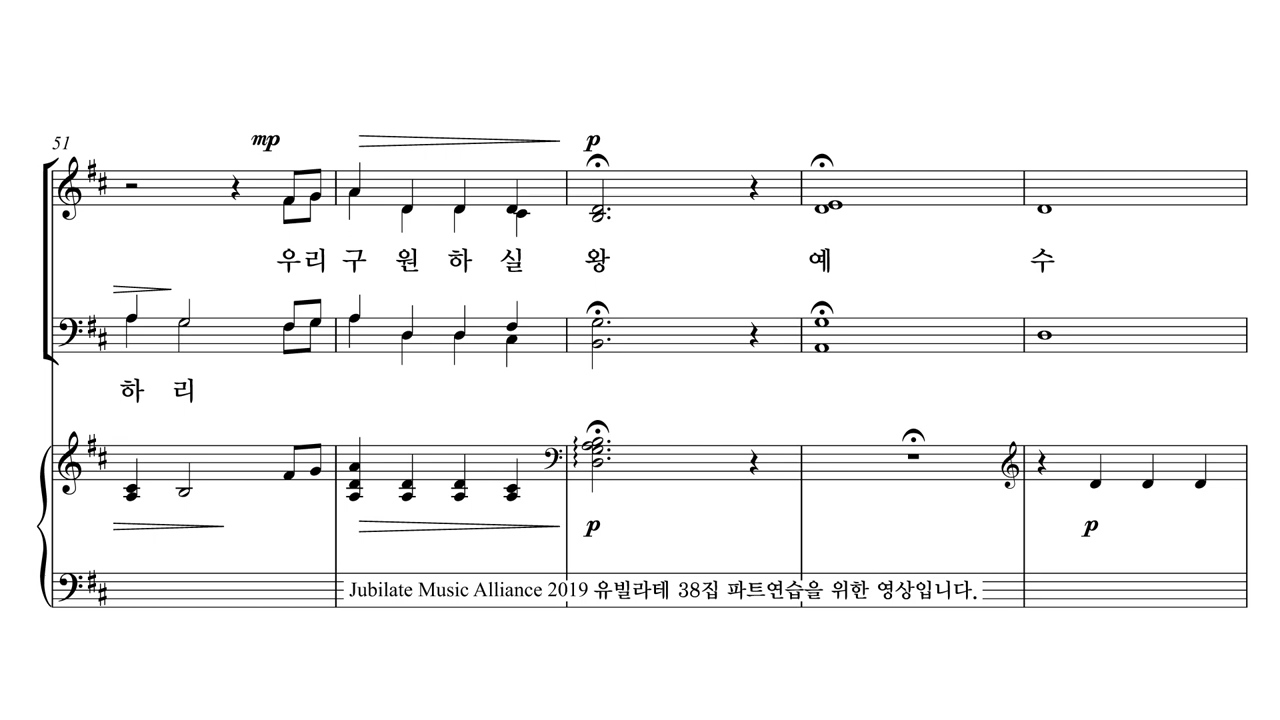 51
mp
p
우리 구 원 하 실 왕 예 수
하 리
p
p
Jubilate Music Alliance 2019 유빌라테 38집 파트연습을 위한 영상입니다.